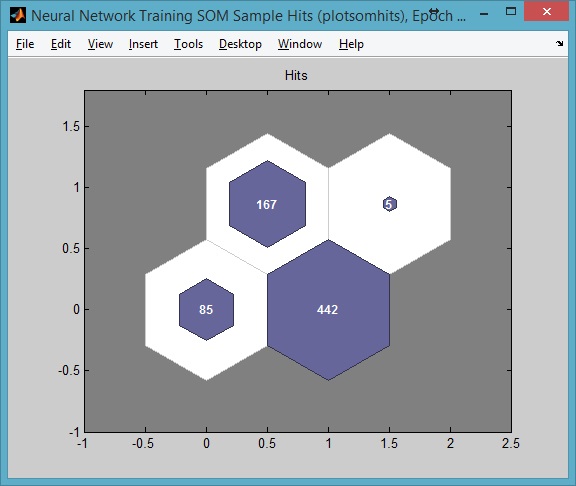 Neural Network Training SOM Sample Hits (plotsomhits), Epoch ...
File Edit View Insert Tools Desktop Window Help
Hits
1.5
1
0.5
0
-0.5
-1
167
5
85
442
-1 -0.5 0 0.5 1 1.5 2 2.5